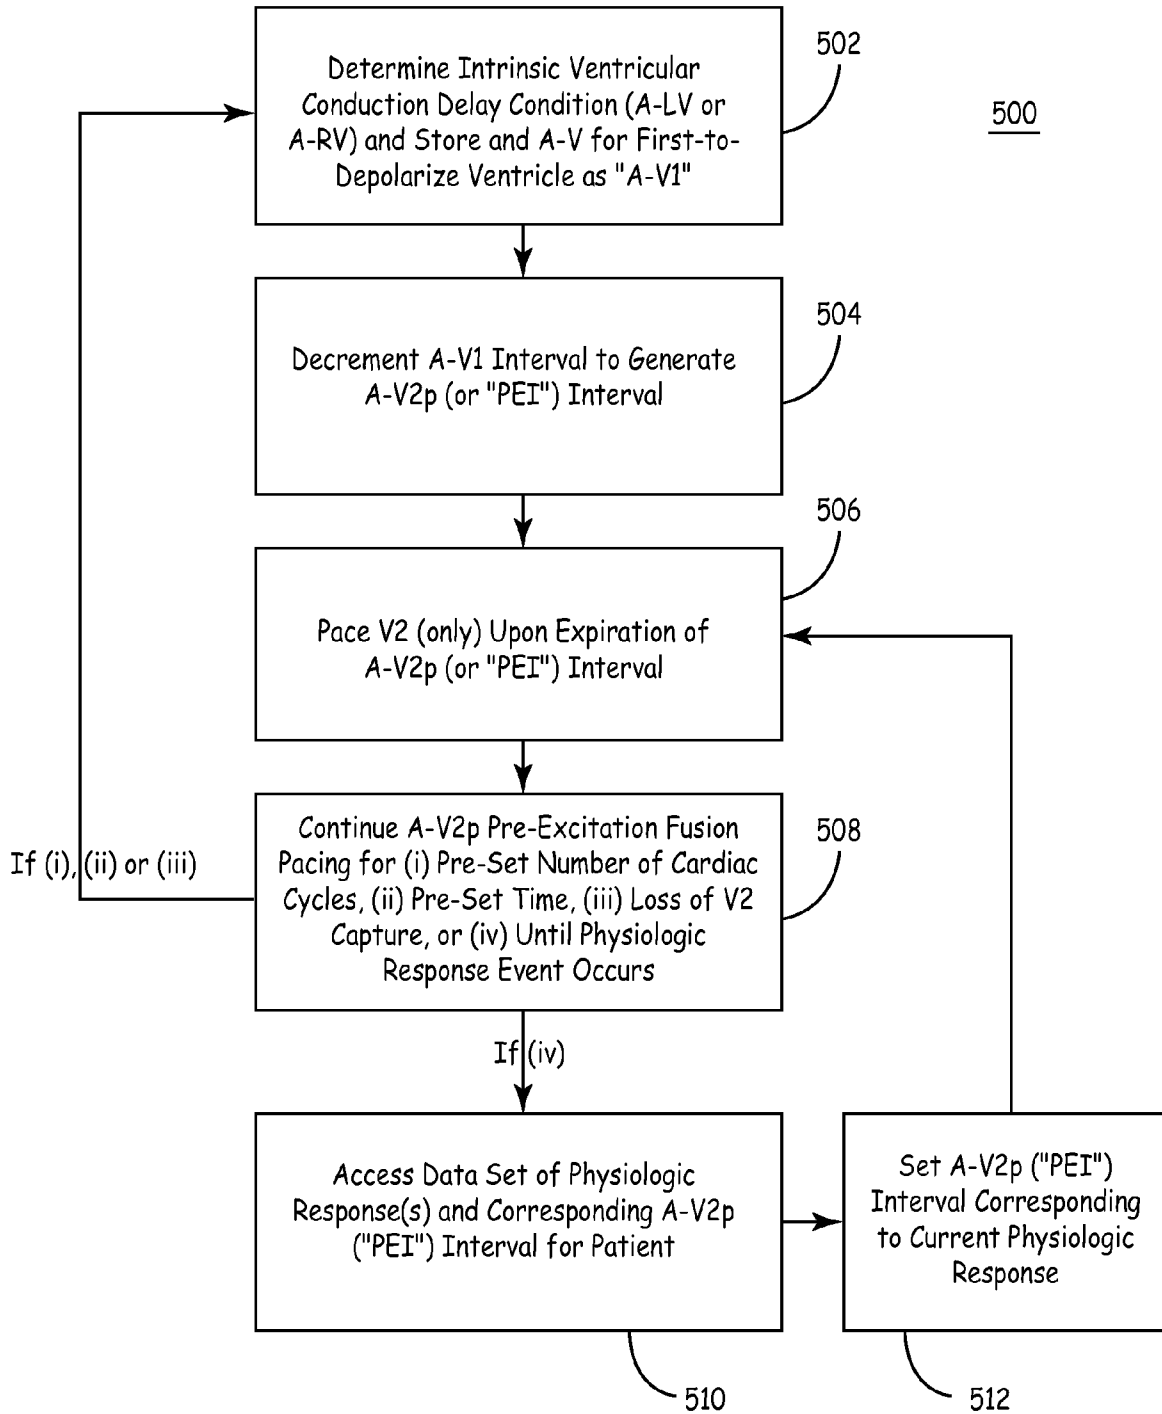 502
500
Determine Intrinsic Ventricular
Conduction Delay Condition (A-LV or
A-RV) and Store and A-V for First-to-
Depolarize Ventricle as "A-V1"
504
Decrement A-V1 Interval to Generate
A-V2p (or "PEI") Interval
506
Pace V2 (only) Upon Expiration of
A-V2p (or "PEI") Interval
508
Continue A-V2p Pre-Excitation Fusion
Pacing for (i) Pre-Set Number of Cardiac
Cycles, (ii) Pre-Set Time, (iii) Loss of V2
Capture, or (iv) Until Physiologic
Response Event Occurs
If (i), (ii) or (iii)
If (iv)
Access Data Set of Physiologic
Response(s) and Corresponding A-V2p
("PEI") Interval for Patient
510
Set A-V2p ("PEI")
Interval Corresponding
to Current Physiologic
Response
512